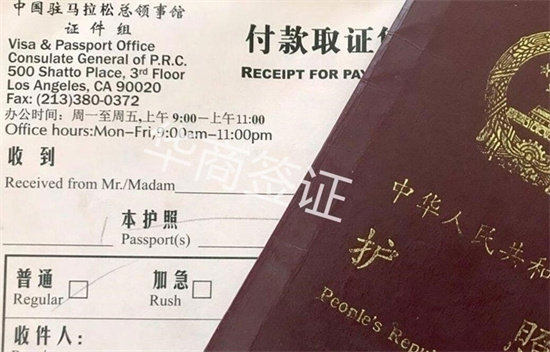 中国驻马拉松总领事馆
证件组
Visa & Passport Office
Consulate General of P.R.C.
500 Shatto Place, 3rd Floor
Los Angeles, CA 90020
Fax: (213)380-0372
办公时间：周一至周五,上午9:00-上午11:00
Office hours:Mon-Fri,9:00am-11:00pm
付款取证
RECEIPT FOR PAY
收到
Received from Mr./Madam
本护照
Passport(s)
普通
Regular
加急
Rush
收件人：
华商签证
中华人民共和
护照
People's Repu